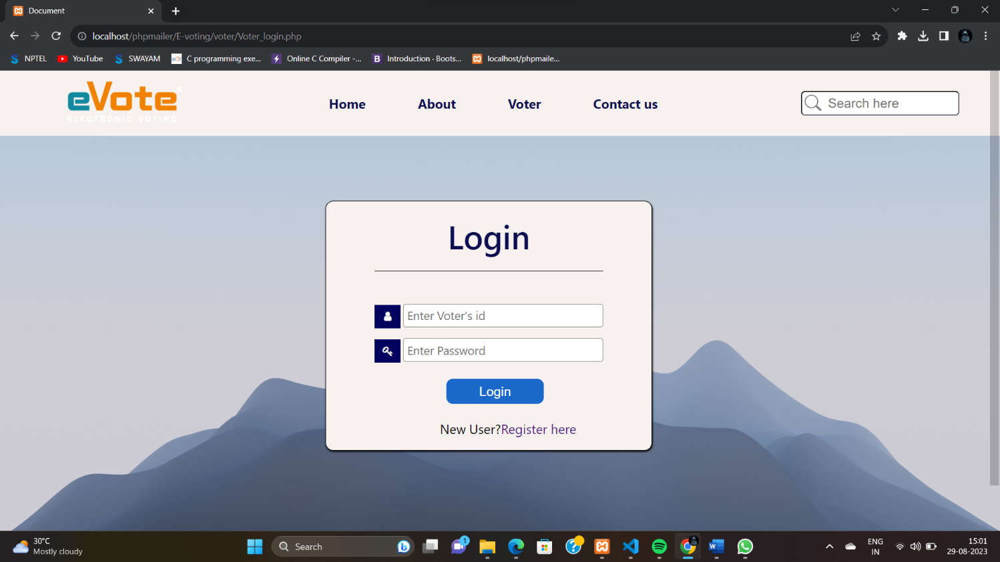 Document
localhost/phpmailer/E-voting/voter/Voter_login.php
NPTEL YouTube SWAYAM w3r C programming exe... Online C Compiler -... B Introduction · Boots... localhost/phpmaile...
eVote
ELECTRONIC VOTING
Home About Voter Contact us Search here
Login
Enter Voter's id
Enter Password
Login
New User?Register here
30°C
Mostly cloudy
Search
1
W
ENG
IN
15:01
29-08-2023